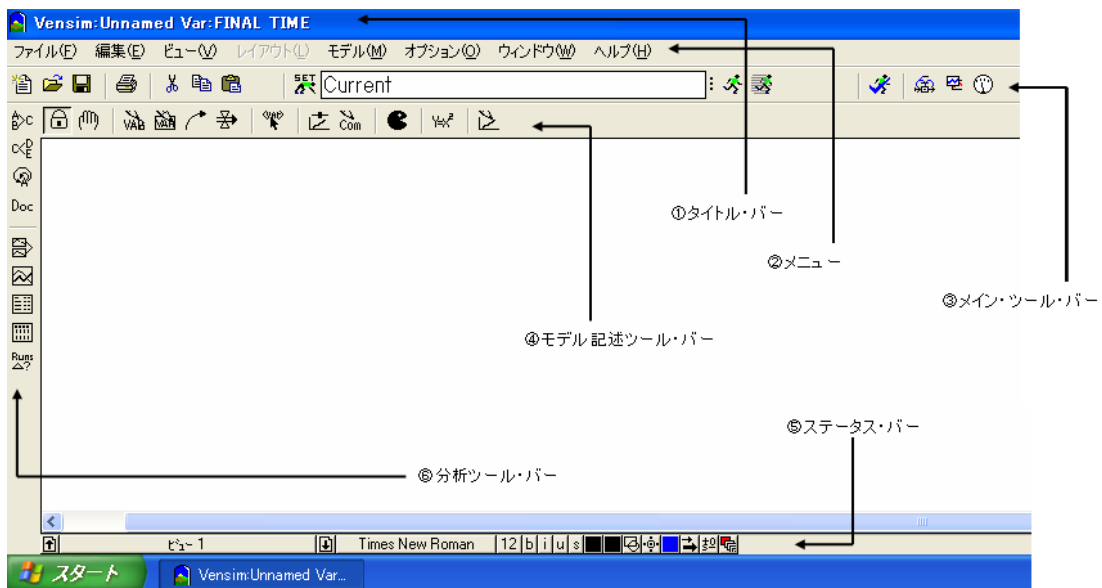 Vensim:Unnamed Var:FINAL TIME
ファイル(F) 編集(E) ビュー(V) レイアウト(L) モデル(M) オプション(O) ウィンドウ(W) ヘルプ(H)
SET Current
VAB Com Y=X²
Doc
①タイトル・バー
②メニュー
③メイン・ツール・バー
④モデル記述ツール・バー
Runs
△?
⑤ステータス・バー
⑥分析ツール・バー
ビュー 1 Times New Roman 12 b i u s
スタート Vensim:Unnamed Var...